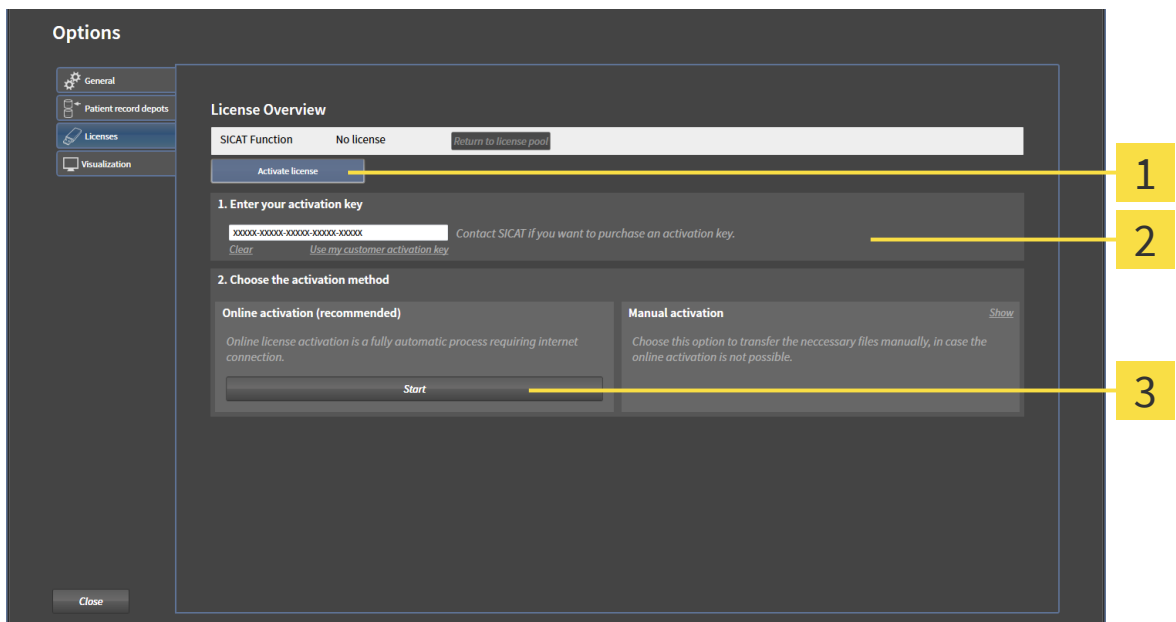 Options
General
Patient record depots
Licenses
Visualization
License Overview
SICAT Function No license Return to license pool
Activate license
1
1. Enter your activation key
XXXXX-XXXXX-XXXXX-XXXXX-XXXXX Contact SICAT if you want to purchase an activation key.
2
Clear Use my customer activation key
2. Choose the activation method
Online activation (recommended)
Online license activation is a fully automatic process requiring internet
connection.
Start
3
Manual activation Show
Choose this option to transfer the neccessary files manually, in case the
online activation is not possible.
Close